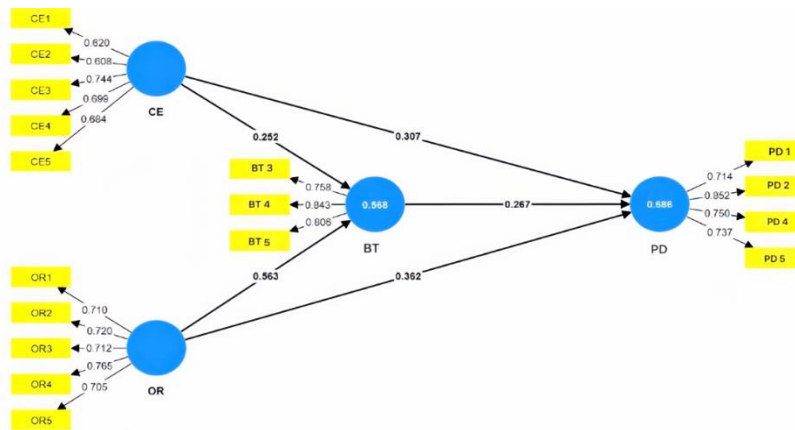 CE1
CE2
CE3
CE4
CE5
0.620
0.608
0.744
0.699
0.684
CE
0.252
0.307
BT 3
BT 4
BT 5
0.758
0.843
0.806
0.568
BT
0.267
0.686
PD
PD 1
PD 2
PD 4
PD 5
0.714
0.852
0.750
0.737
0.563
0.362
OR1
OR2
OR3
OR4
OR5
0.710
0.720
0.712
0.765
0.705
OR